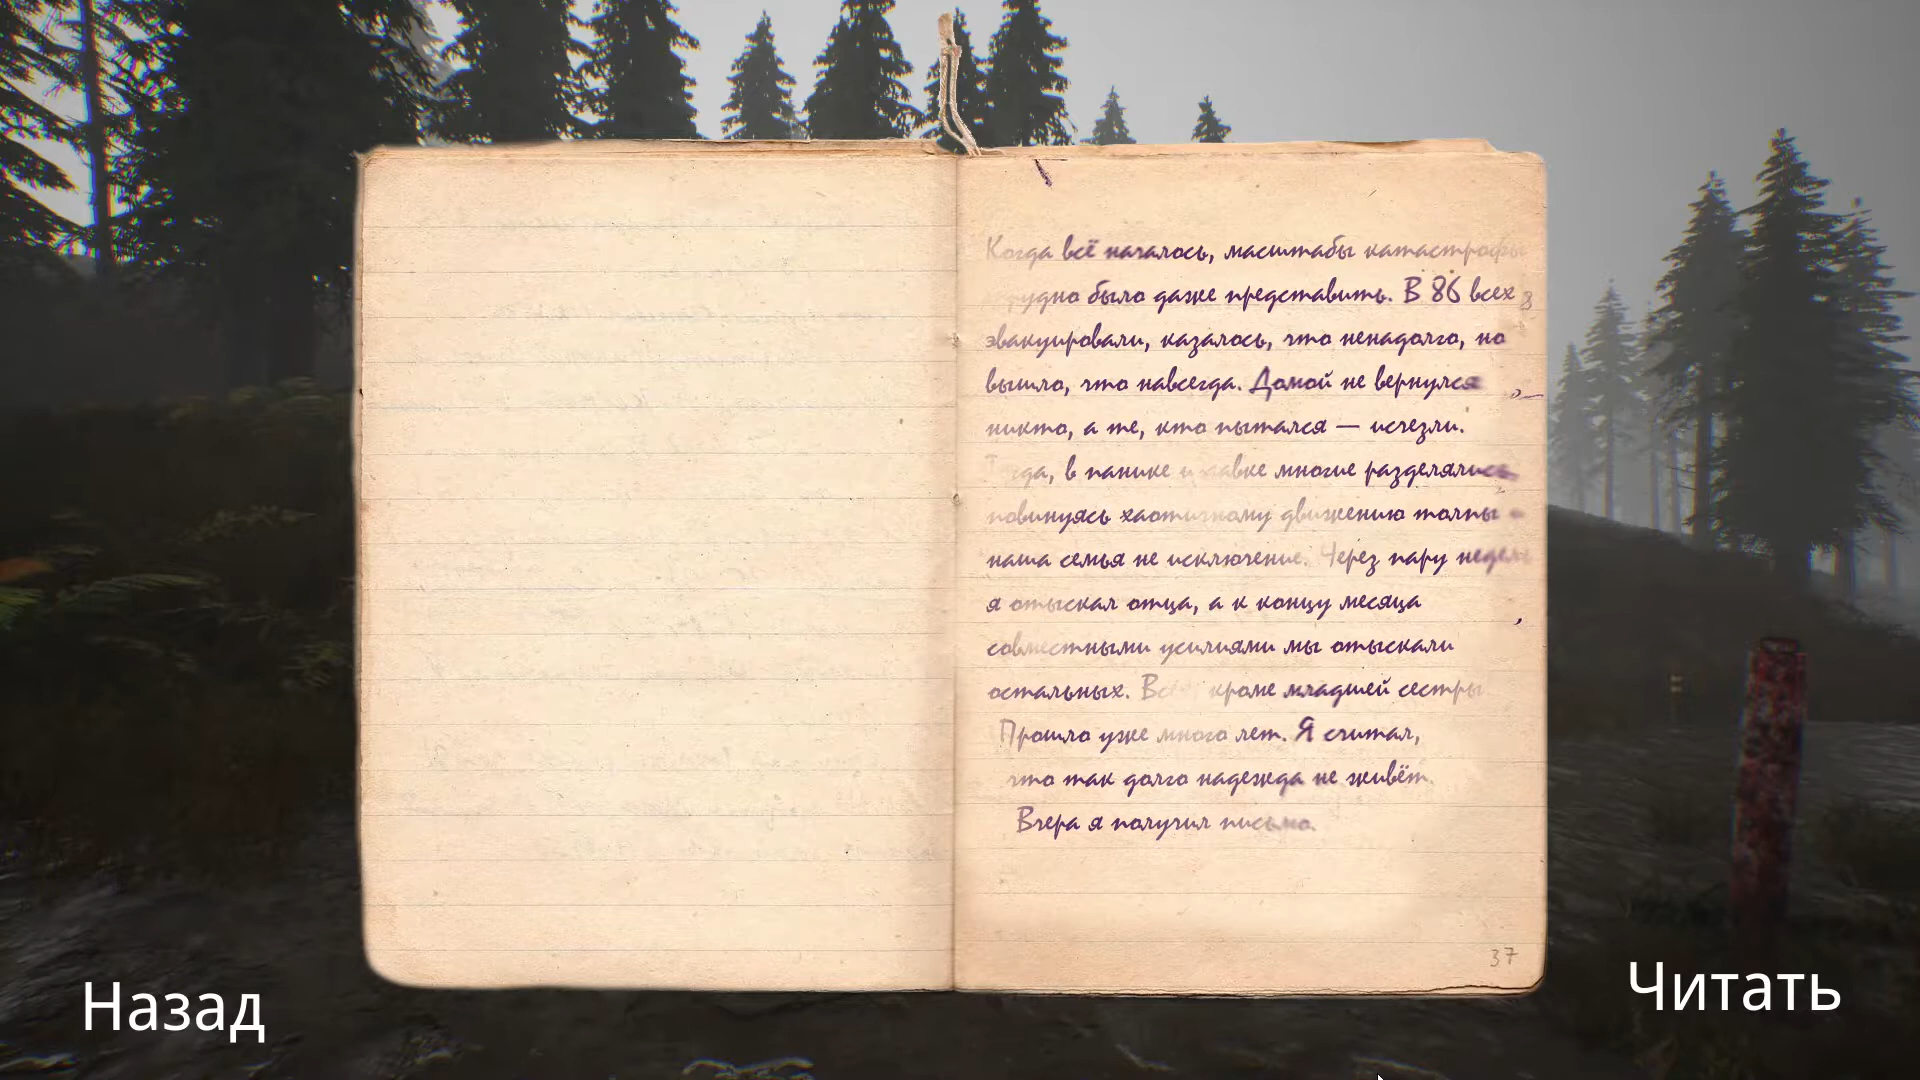 Когда всё началось, масштабы катастрофы
трудно было даже представить. В 86 всех
эвакуировали, казалось, что ненадолго, но
вышло, что навсегда. Домой не вернулся
никто, а те, кто пытался — исчезли.
Тогда, в панике и давке многие разделялись
повинуясь хаотичному движению толпы -
наша семья не исключение. Через пару недель
я отыскал отца, а к концу месяца
совместными усилиями мы отыскали
остальных. Всех, кроме младшей сестры
Прошло уже много лет. Я считал,
что так долго надежда не живёт.
Вчера я получил письмо.
37
Назад
Читать